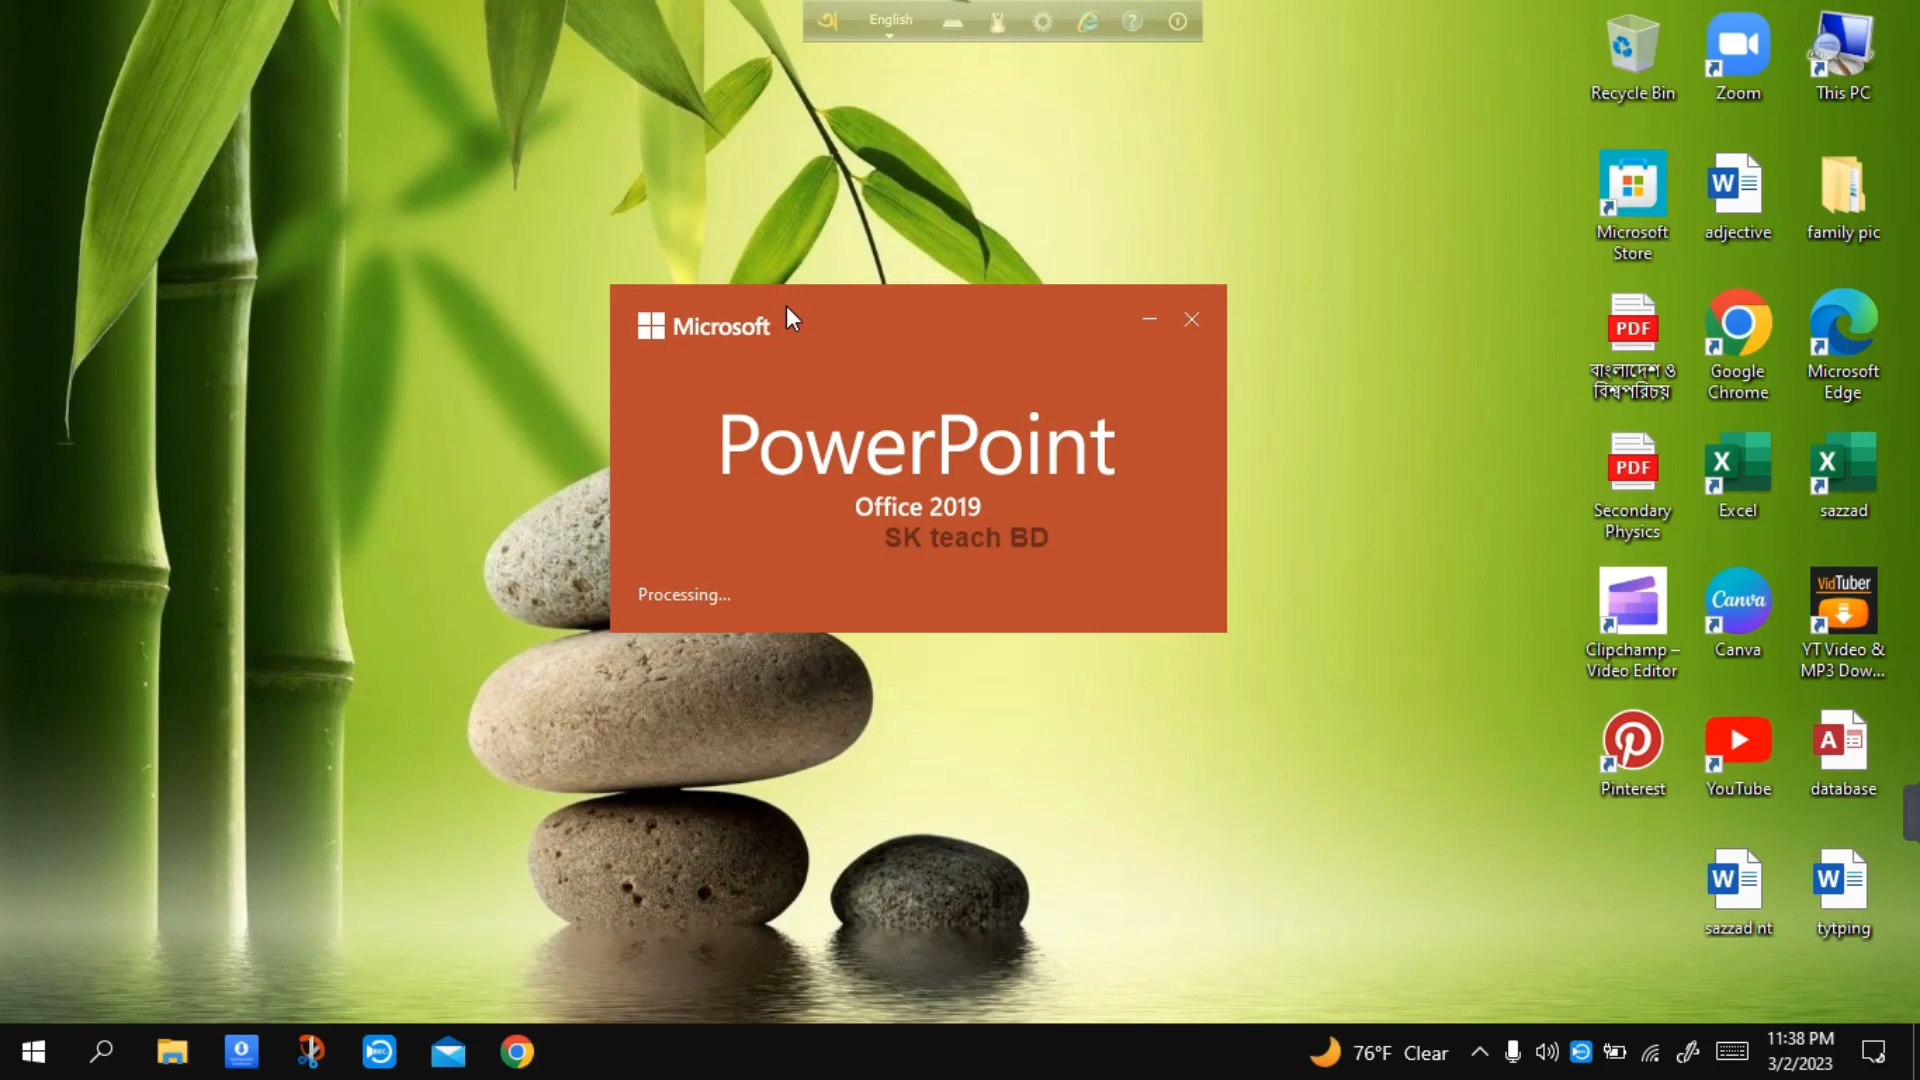 English
Recycle Bin
Zoom
This PC
Microsoft
Store
adjective
family pic
PDF
বাংলাদেশ ও
বিশ্বপরিচয়
Google
Chrome
Microsoft
Edge
Microsoft
PowerPoint
Office 2019
SK teach BD
Processing...
PDF
Secondary
Physics
Excel
sazzad
Clipchamp –
Video Editor
Canva
Canva
VidTuber
YT Video &
MP3 Dow...
Pinterest
YouTube
database
sazzad nt
tytping
76°F Clear
11:38 PM
3/2/2023